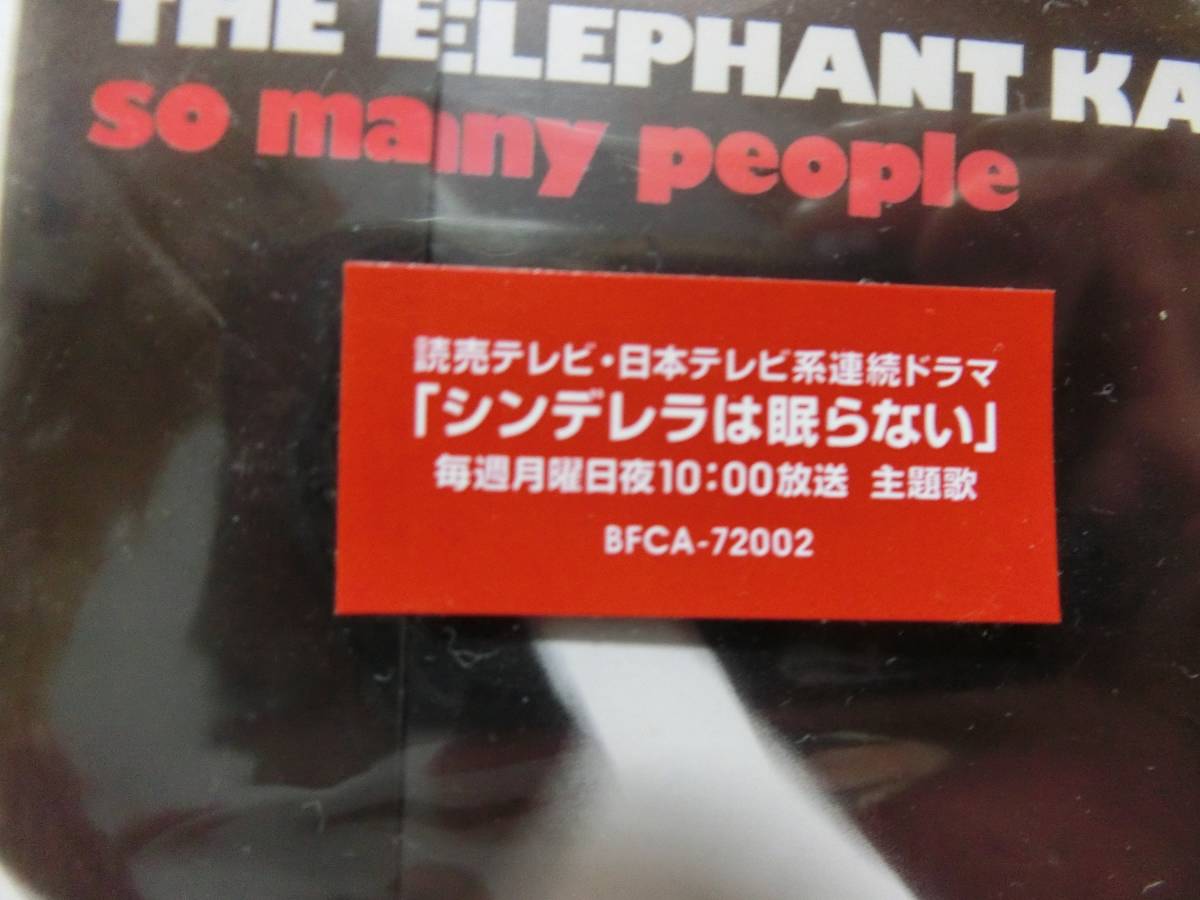 THE ELEPHANT KA
so many people
読売テレビ・日本テレビ系連続ドラマ
「シンデレラは眠らない」
毎週月曜日夜10:00放送 主題歌
BFCA-72002